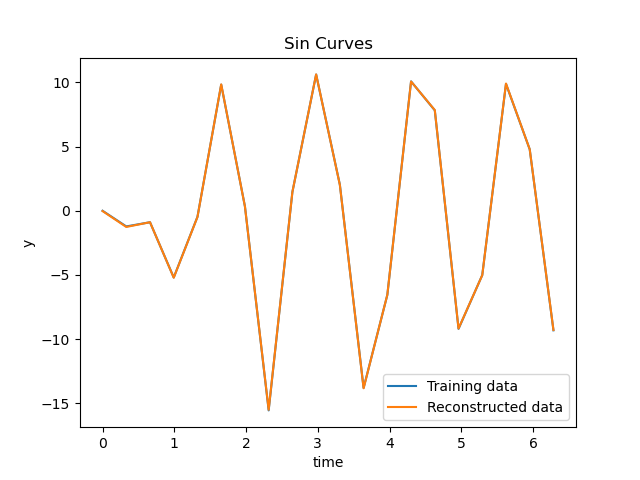 Sin Curves
10
5
0
−5
−10
−15
y
0 1 2 3 4 5 6
time
Training data
Reconstructed data